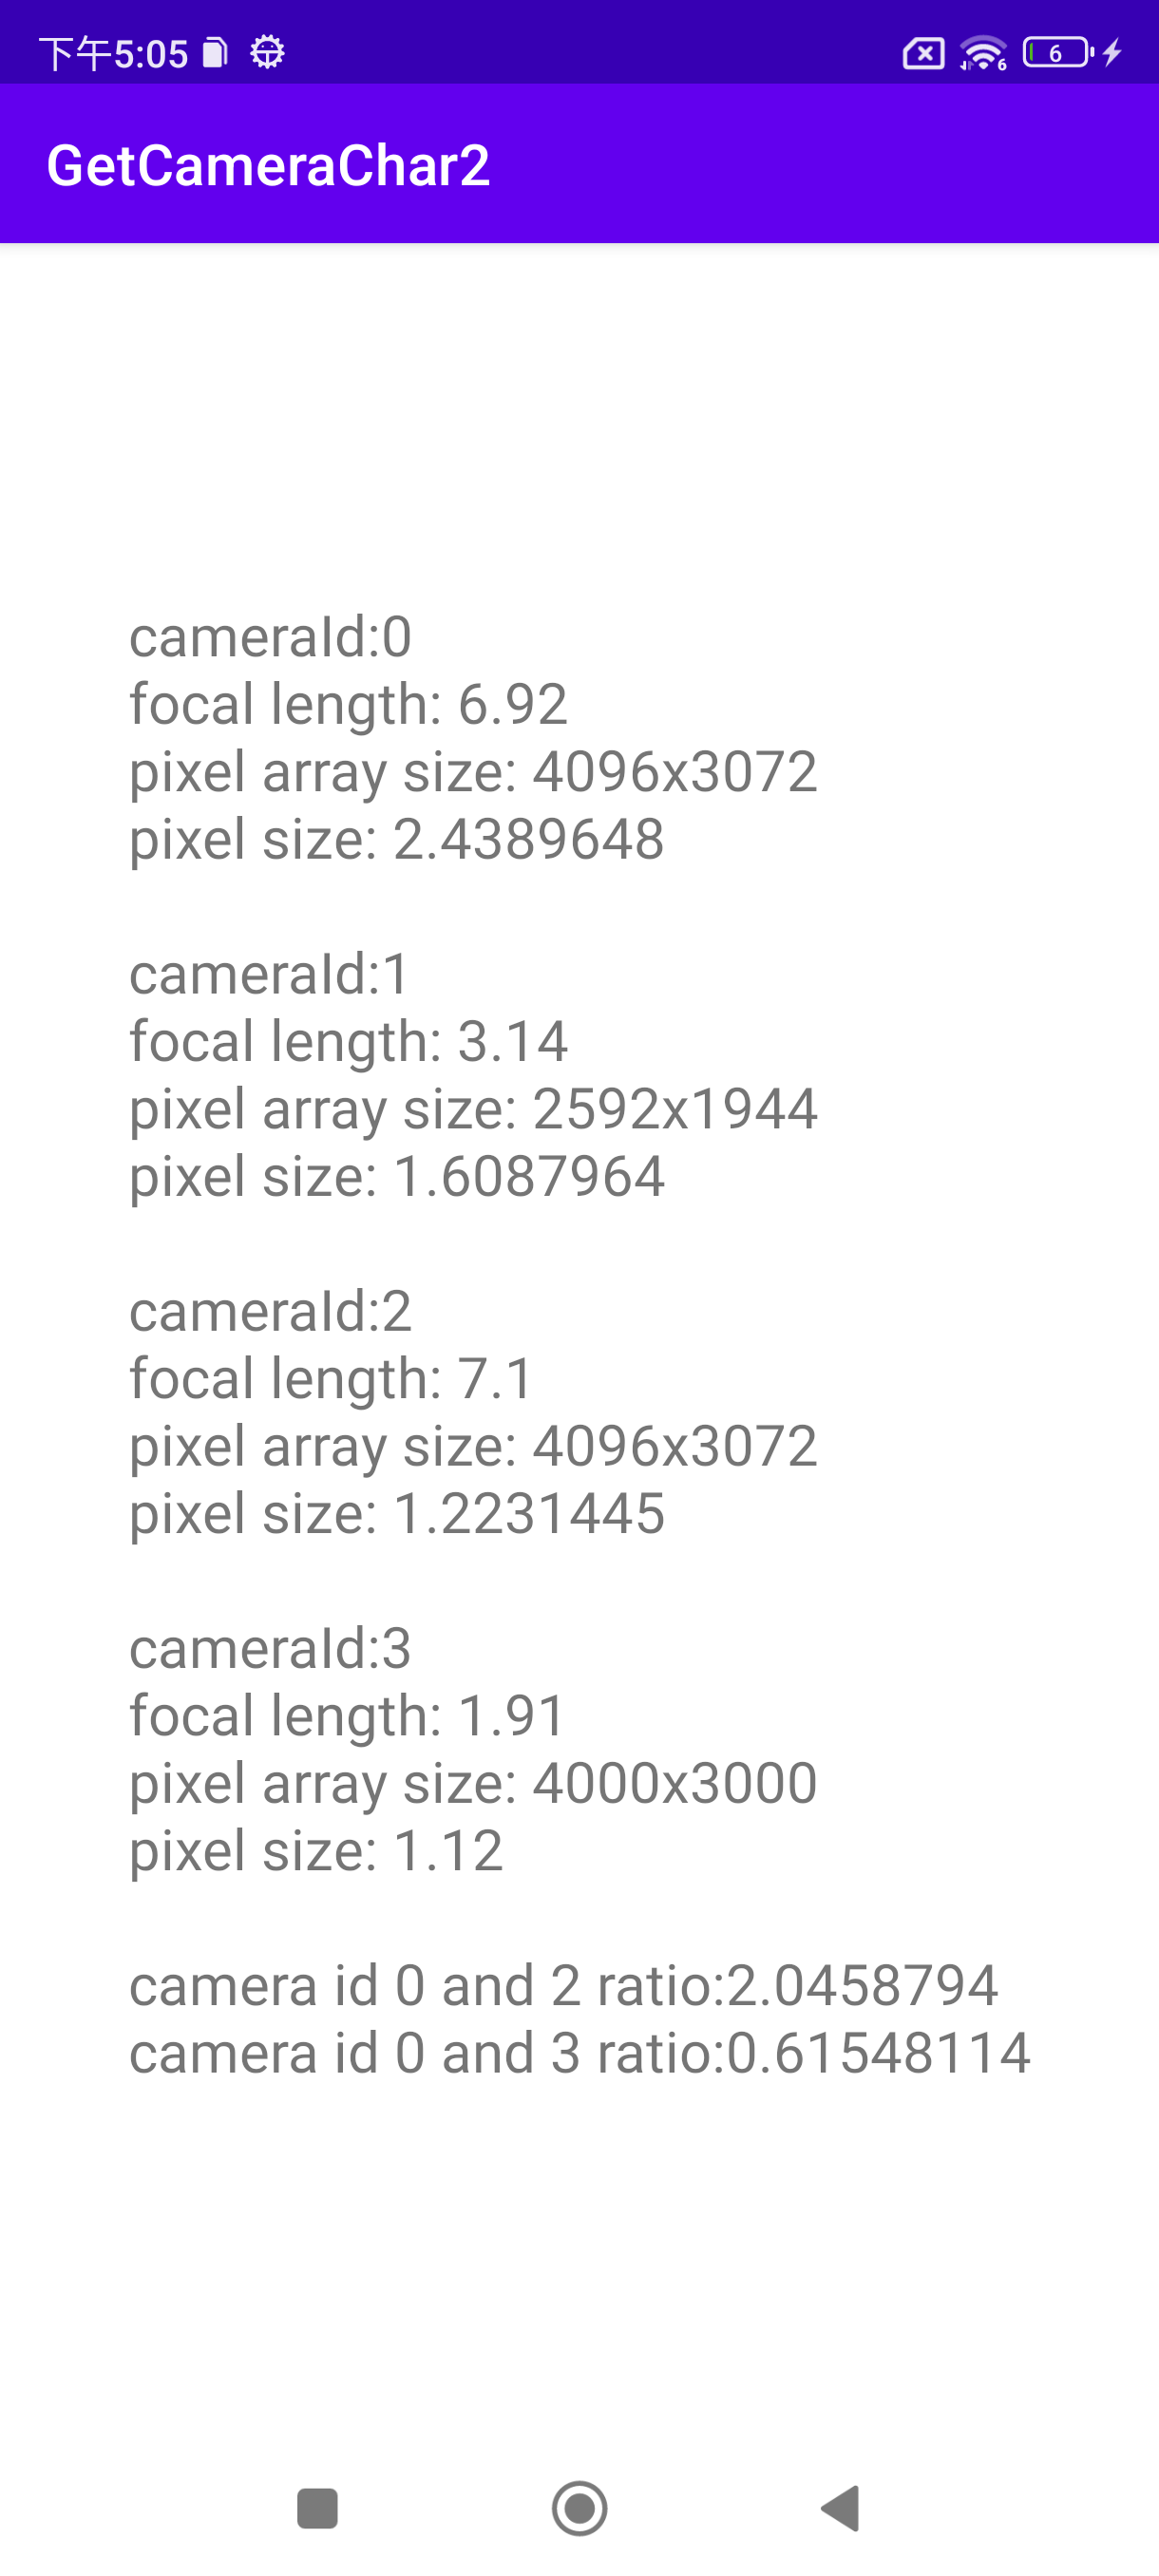 下午5:05
6
6
GetCameraChar2
cameraId:0
focal length: 6.92
pixel array size: 4096x3072
pixel size: 2.4389648
cameraId:1
focal length: 3.14
pixel array size: 2592x1944
pixel size: 1.6087964
cameraId:2
focal length: 7.1
pixel array size: 4096x3072
pixel size: 1.2231445
cameraId:3
focal length: 1.91
pixel array size: 4000x3000
pixel size: 1.12
camera id 0 and 2 ratio:2.0458794
camera id 0 and 3 ratio:0.61548114